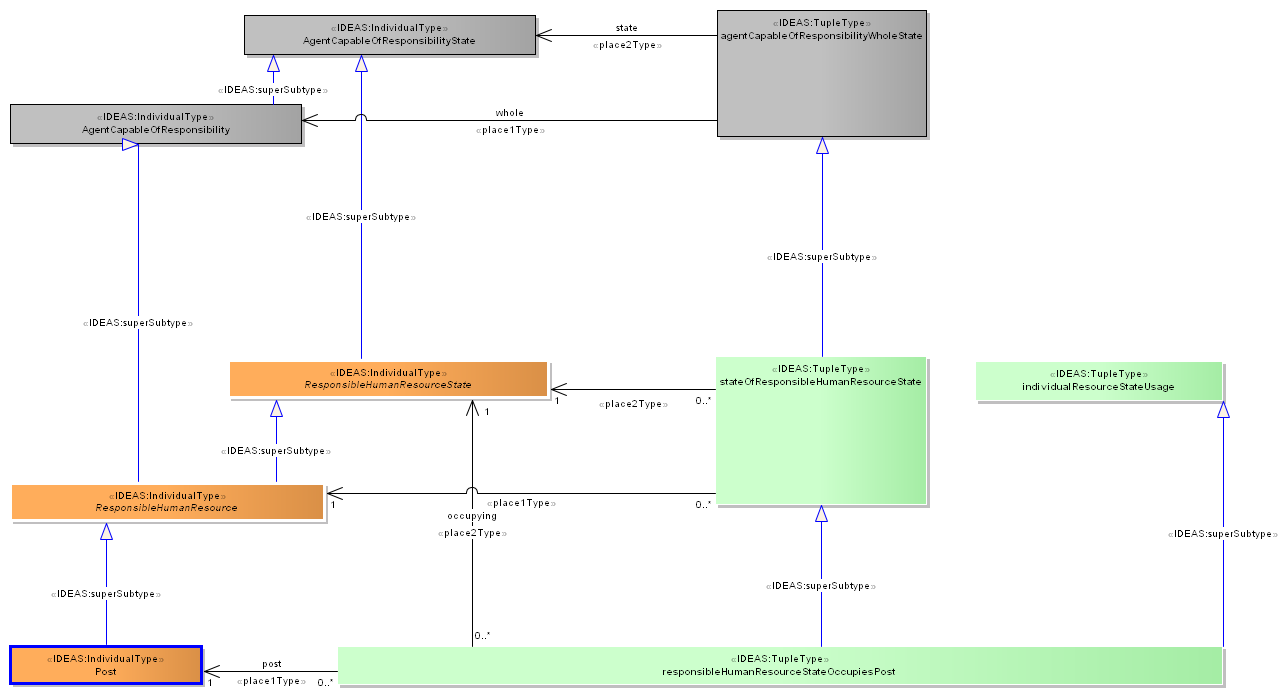 «IDEAS:IndividualType»
AgentCapableOfResponsibilityState
state
«place2Type»
«IDEAS:TupleType»
agentCapableOfResponsibilityWholeState
«IDEAS:superSubtype»
«IDEAS:IndividualType»
AgentCapableOfResponsibility
whole
«place1Type»
«IDEAS:superSubtype»
«IDEAS:superSubtype»
«IDEAS:superSubtype»
«IDEAS:IndividualType»
ResponsibleHumanResourceState
1
«place2Type»
0..*
«IDEAS:TupleType»
stateOfResponsibleHumanResourceState
«IDEAS:TupleType»
individualResourceStateUsage
1
«IDEAS:superSubtype»
«IDEAS:IndividualType»
ResponsibleHumanResource
1
«place1Type»
0..*
occupying
«place2Type»
«IDEAS:superSubtype»
«IDEAS:superSubtype»
«IDEAS:superSubtype»
0..*
«IDEAS:IndividualType»
Post
post
«place1Type»
1
0..*
«IDEAS:TupleType»
responsibleHumanResourceStateOccupiesPost